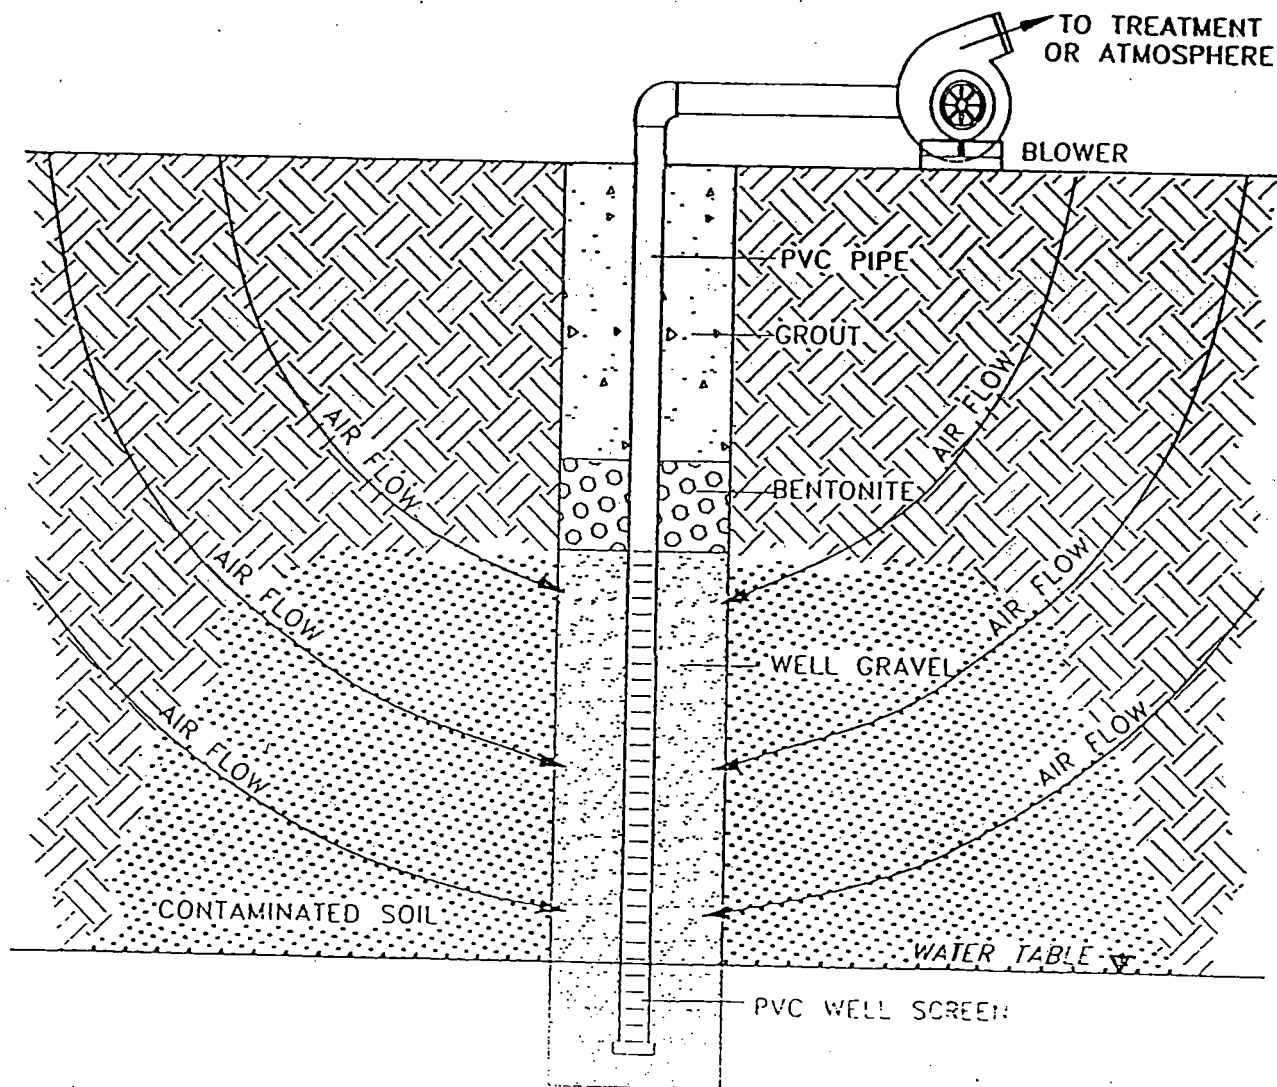 TO TREATMENT
OR ATMOSPHERE
BLOWER
PVC PIPE
GROUT
AIR FLOW
AIR FLOW
BENTONITE
AIR FLOW
AIR FLOW
WELL GRAVEL
AIR FLOW
AIR FLOW
CONTAMINATED SOIL
WATER TABLE
PVC WELL SCREEN